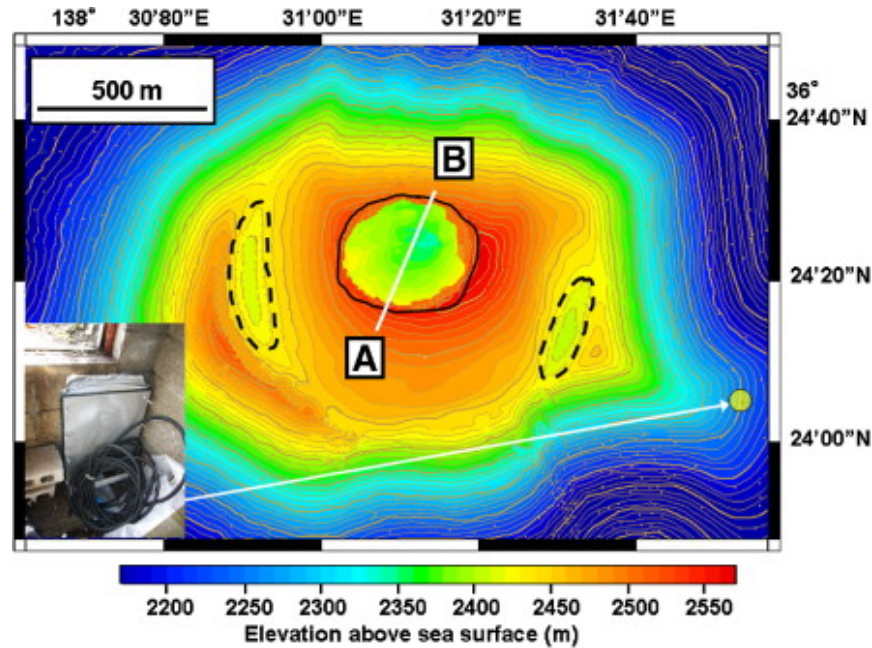 138° 30’80” 31’00” 31’20” 31’40”
500 m
36°
24’40”N
B
24’20”N
A
24’00”N
2200 2250 2300 2350 2400 2450 2500 2550
Elevation above sea surface (m)